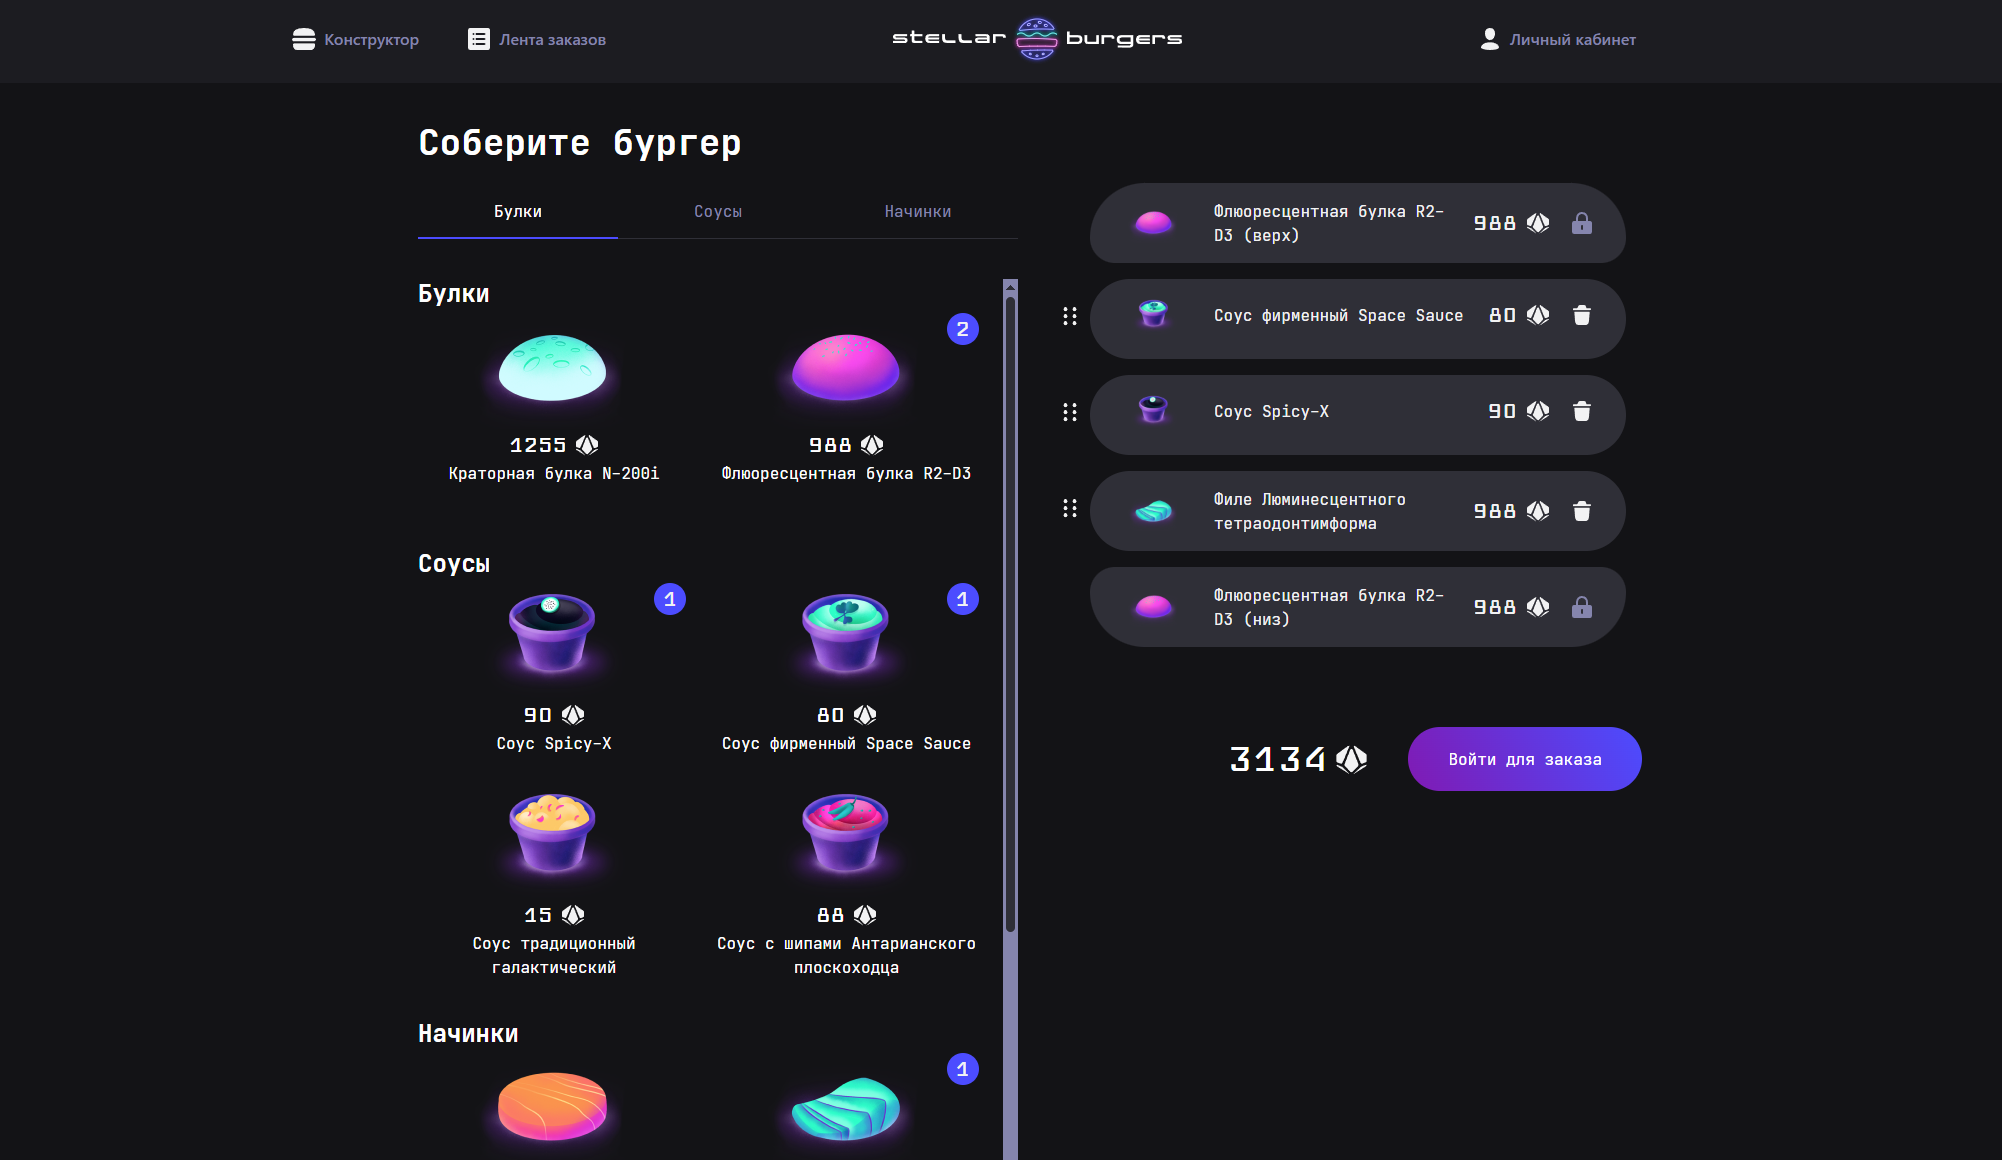 Конструктор
Лента заказов
stellar burgers
Личный кабинет
Соберите бургер
Булки
Соусы
Начинки
Булки
2
1255
988
Краторная булка N-200i
Флюоресцентная булка R2-D3
Соусы
1
1
90
80
Соус Spicy-X
Соус фирменный Space Sauce
15
88
Соус традиционный
галактический
Соус с шипами Антарианского
плоскоходца
Начинки
1
Флюоресцентная булка R2-
D3 (верх)
988
Соус фирменный Space Sauce
80
Соус Spicy-X
90
Филе Люминесцентного
тетраодонтимформа
988
Флюоресцентная булка R2-
D3 (низ)
988
3134
Войти для заказа